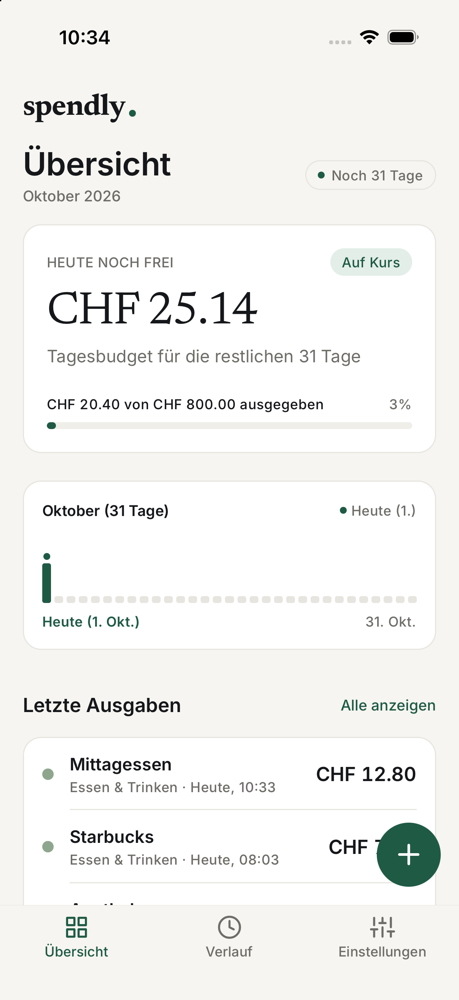 10:34
spendly.
Übersicht
Noch 31 Tage
Oktober 2026
HEUTE NOCH FREI
Auf Kurs
CHF 25.14
Tagesbudget für die restlichen 31 Tage
CHF 20.40 von CHF 800.00 ausgegeben
3%
Oktober (31 Tage)
Heute (1.)
Heute (1. Okt.)
31. Okt.
Letzte Ausgaben
Alle anzeigen
Mittagessen
CHF 12.80
Essen & Trinken · Heute, 10:33
Starbucks
CHF
Essen & Trinken · Heute, 08:03
Übersicht
Verlauf
Einstellungen